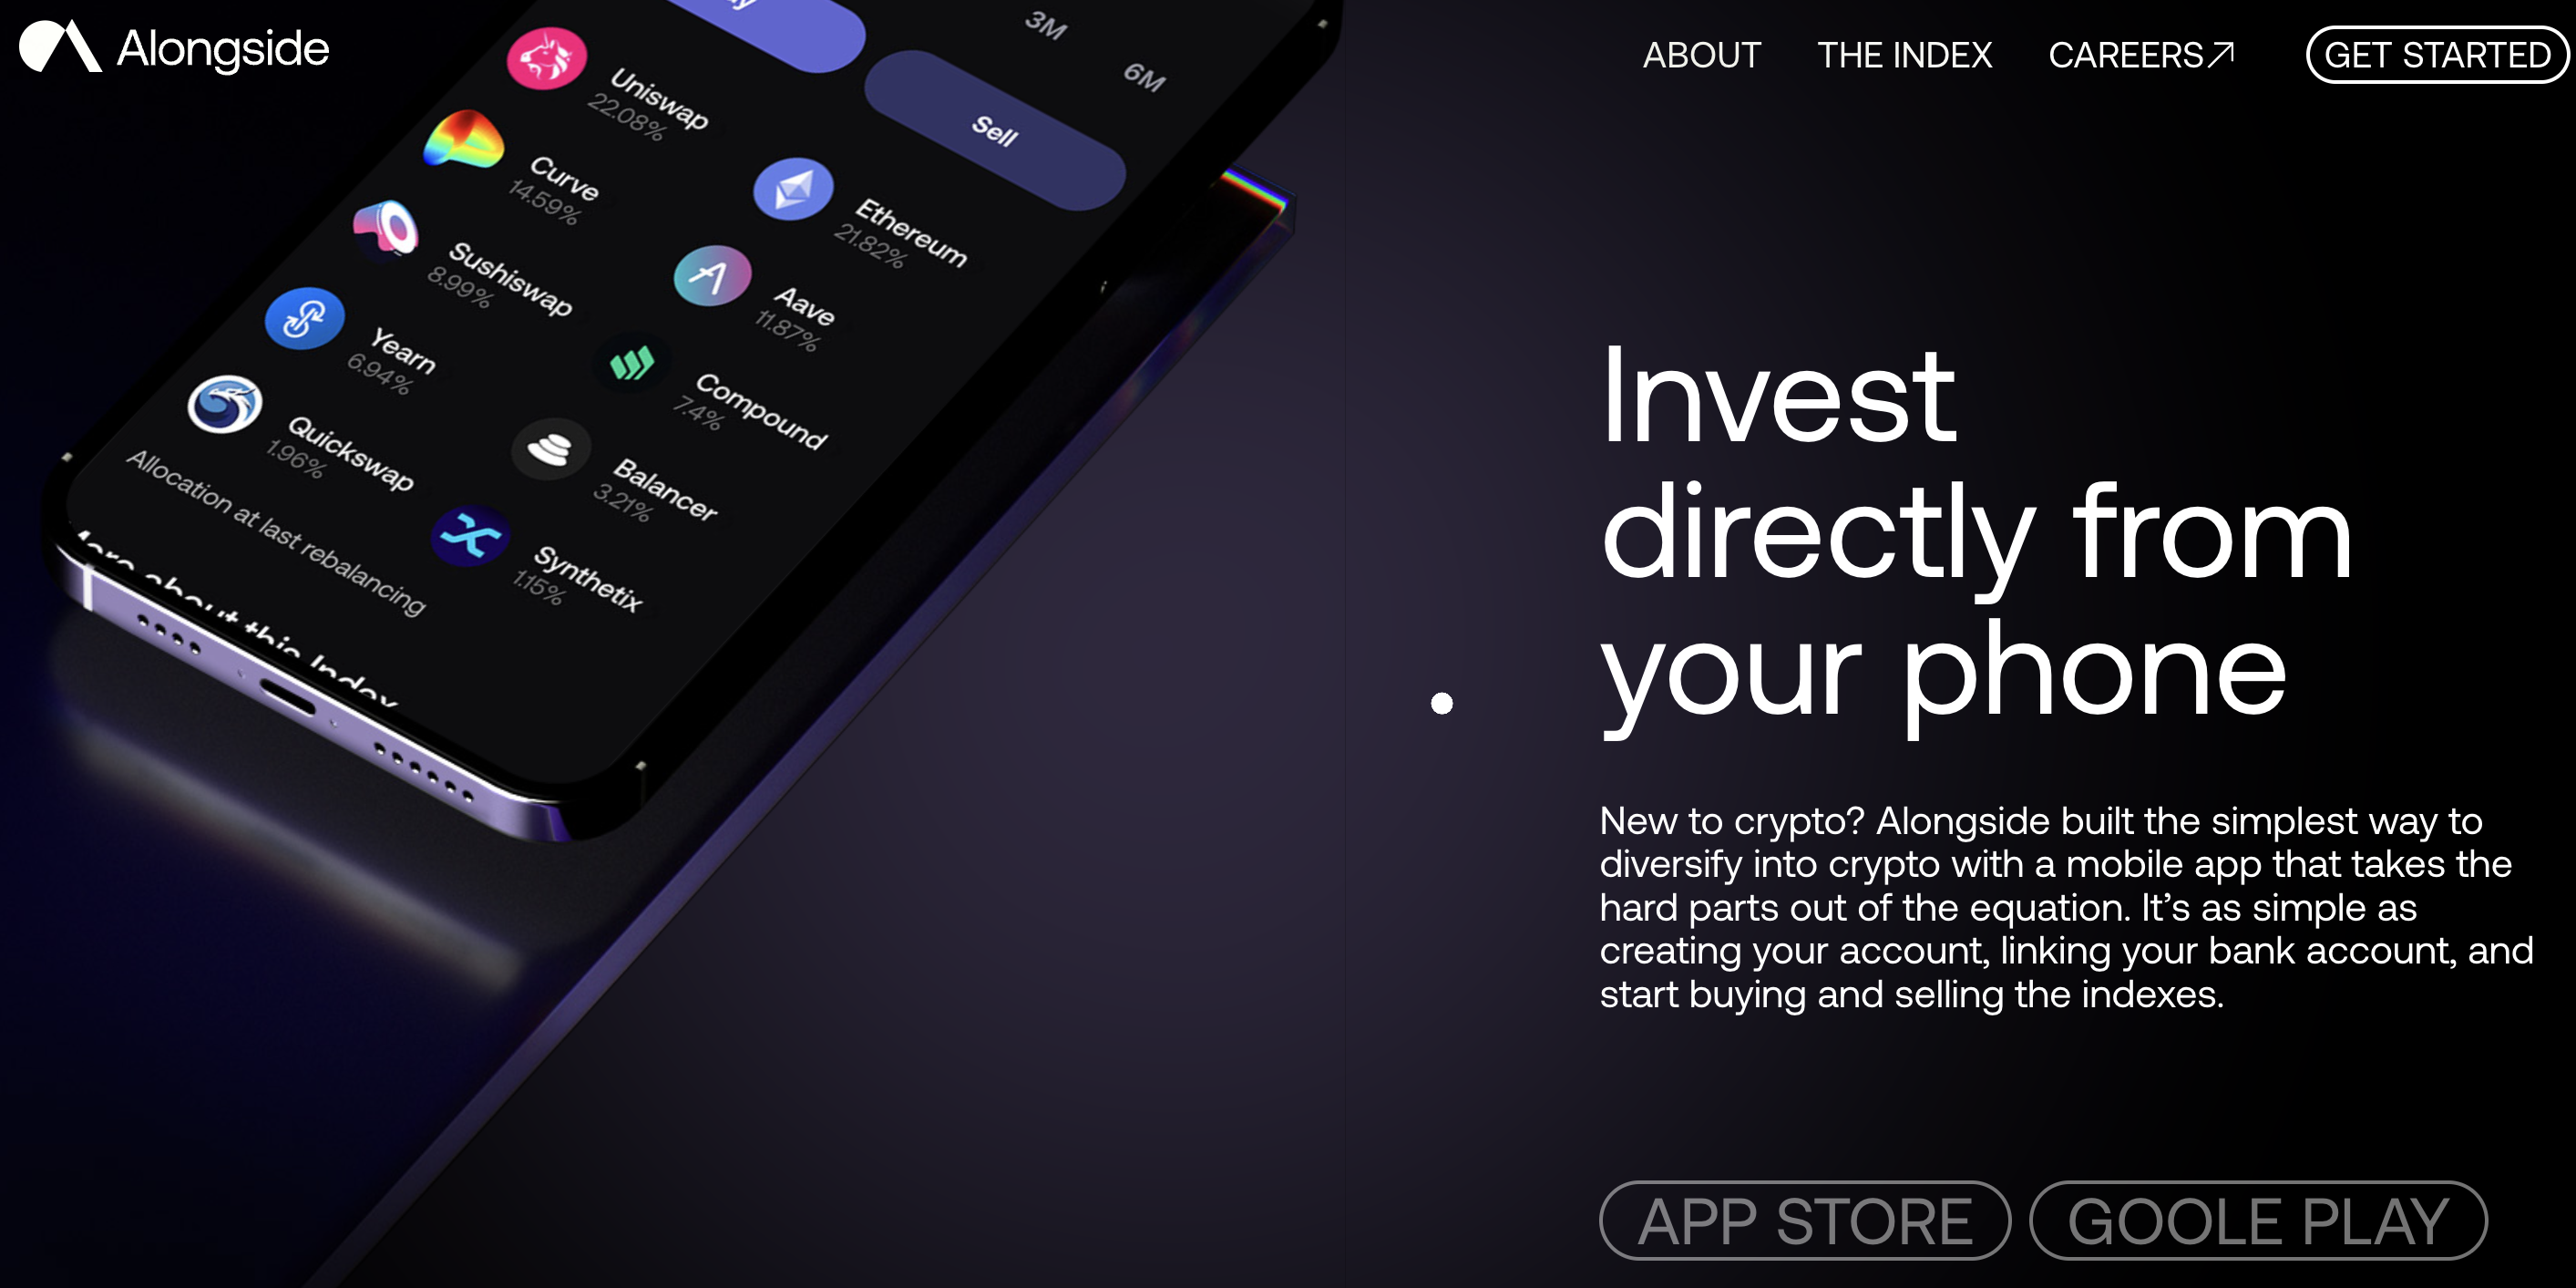 Alongside
ABOUT
THE INDEX
CAREERS
GET STARTED
3M
6M
Sell
Uniswap
22.08%
Ethereum
21.82%
Curve
14.59%
Aave
11.87%
Sushiswap
8.99%
Compound
7.4%
Yearn
6.94%
Balancer
3.21%
Quickswap
1.96%
Synthetix
1.15%
Allocation at last rebalancing
about this Index
Invest
directly from
your phone
New to crypto? Alongside built the simplest way to
diversify into crypto with a mobile app that takes the
hard parts out of the equation. It’s as simple as
creating your account, linking your bank account, and
start buying and selling the indexes.
APP STORE
GOOLE PLAY